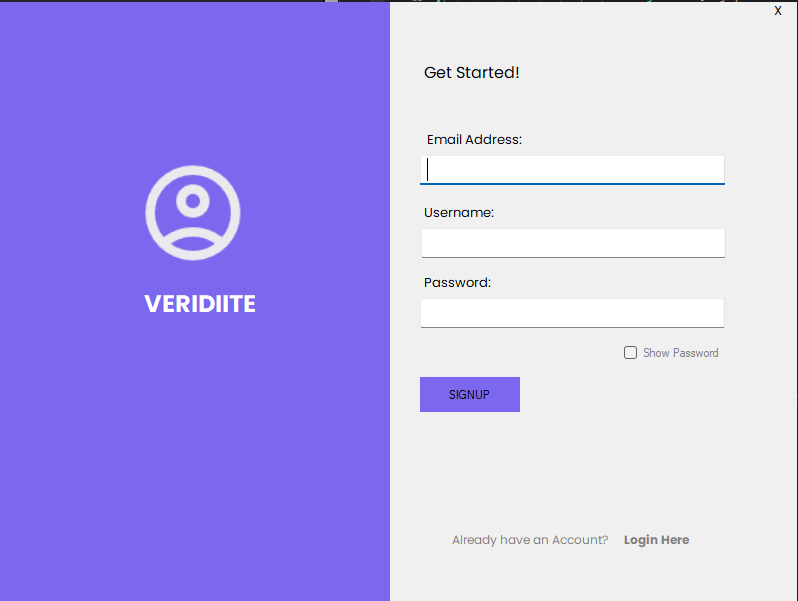 X
Get Started!
Email Address:
VERIDIITE
Username:
Password:
Show Password
SIGNUP
Already have an Account? Login Here